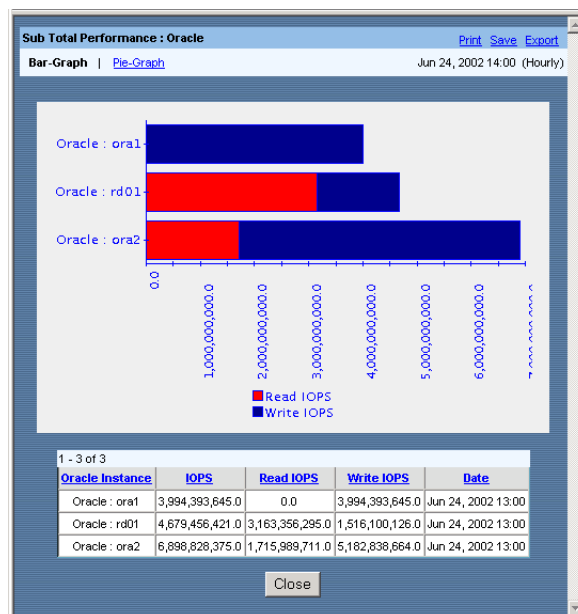 Sub Total Performance : Oracle Print Save Export
Bar-Graph | Pie-Graph Jun 24, 2002 14:00 (Hourly)
Oracle : ora1
Oracle : rd01
Oracle : ora2
0.0 1,000,000,000.0 2,000,000,000.0 3,000,000,000.0 4,000,000,000.0 5,000,000,000.0 6,000,000,000.0
Read IOPS
Write IOPS
1 - 3 of 3
Oracle Instance IOPS Read IOPS Write IOPS Date
Oracle : ora1 3,994,393,645.0 0.0 3,994,393,645.0 Jun 24, 2002 13:00
Oracle : rd01 4,679,456,421.0 3,163,356,295.0 1,516,100,126.0 Jun 24, 2002 13:00
Oracle : ora2 6,898,828,375.0 1,715,989,711.0 5,182,838,664.0 Jun 24, 2002 13:00
Close